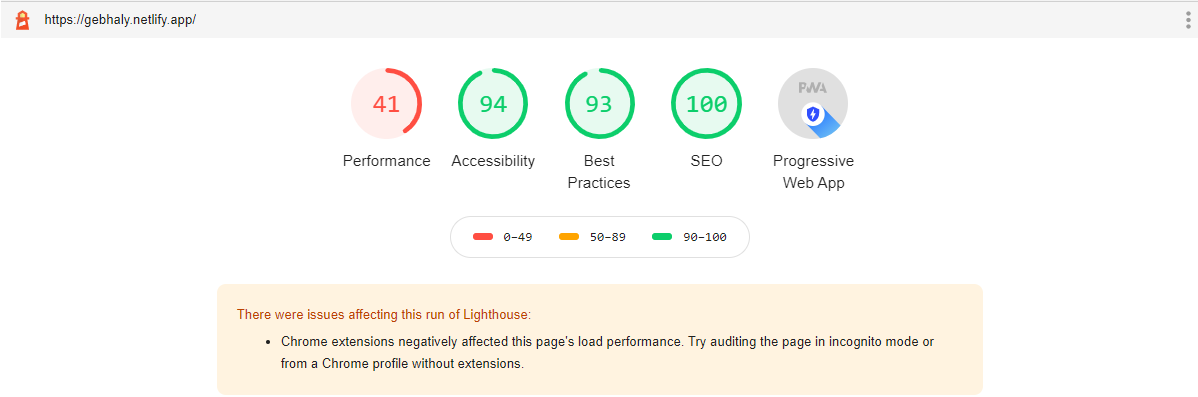 https://gebhaly.netlify.app/
41 94 93 100 PWA
Performance Accessibility Best Practices SEO Progressive Web App
0–49 50–89 90–100
There were issues affecting this run of Lighthouse:
• Chrome extensions negatively affected this page's load performance. Try auditing the page in incognito mode or
from a Chrome profile without extensions.